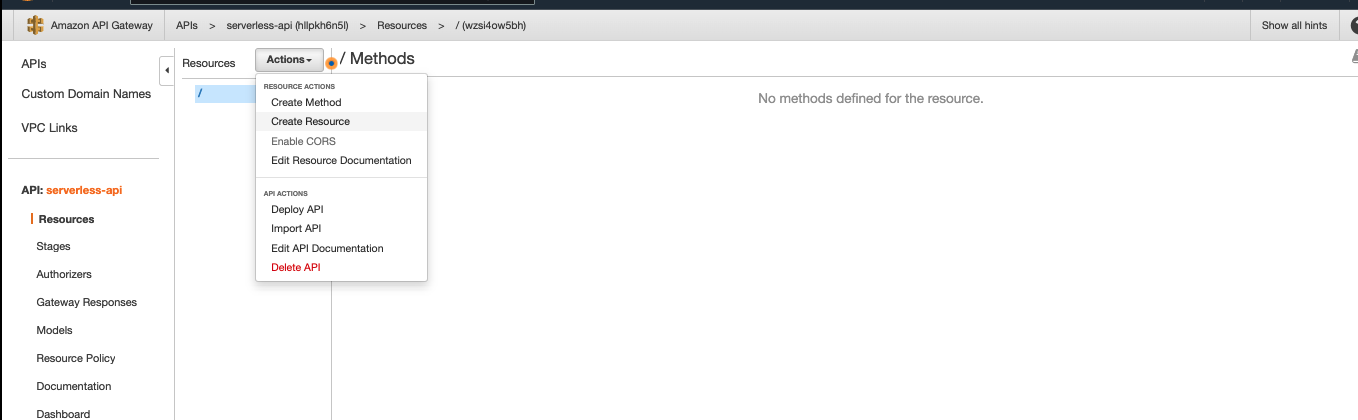 Amazon API Gateway APIs > serverless-api (hllpkh6n5l) > Resources > / (wzsi4ow5bh) Show all hints
APIs
Custom Domain Names
VPC Links
API: serverless-api
Resources
Stages
Authorizers
Gateway Responses
Models
Resource Policy
Documentation
Dashboard
Resources Actions / Methods
/
RESOURCE ACTIONS
Create Method
Create Resource
Enable CORS
Edit Resource Documentation
API ACTIONS
Deploy API
Import API
Edit API Documentation
Delete API
No methods defined for the resource.